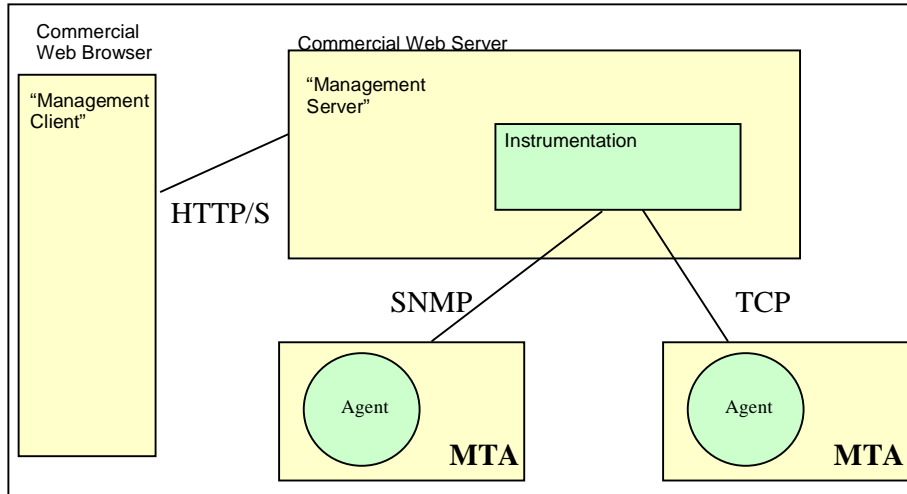 Commercial
Web Browser
“Management
Client”
HTTP/S
Commercial Web Server
“Management
Server”
Instrumentation
SNMP
TCP
Agent
MTA
Agent
MTA